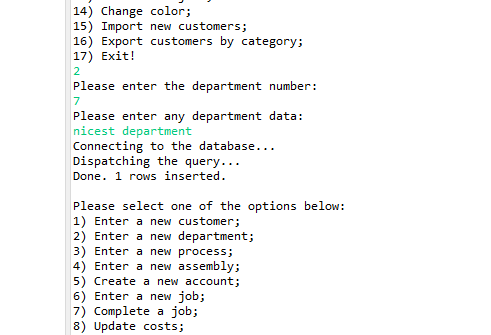 14) Change color;
15) Import new customers;
16) Export customers by category;
17) Exit!
2
Please enter the department number:
7
Please enter any department data:
nicest department
Connecting to the database...
Dispatching the query...
Done. 1 rows inserted.
Please select one of the options below:
1) Enter a new customer;
2) Enter a new department;
3) Enter a new process;
4) Enter a new assembly;
5) Create a new account;
6) Enter a new job;
7) Complete a job;
8) Update costs;